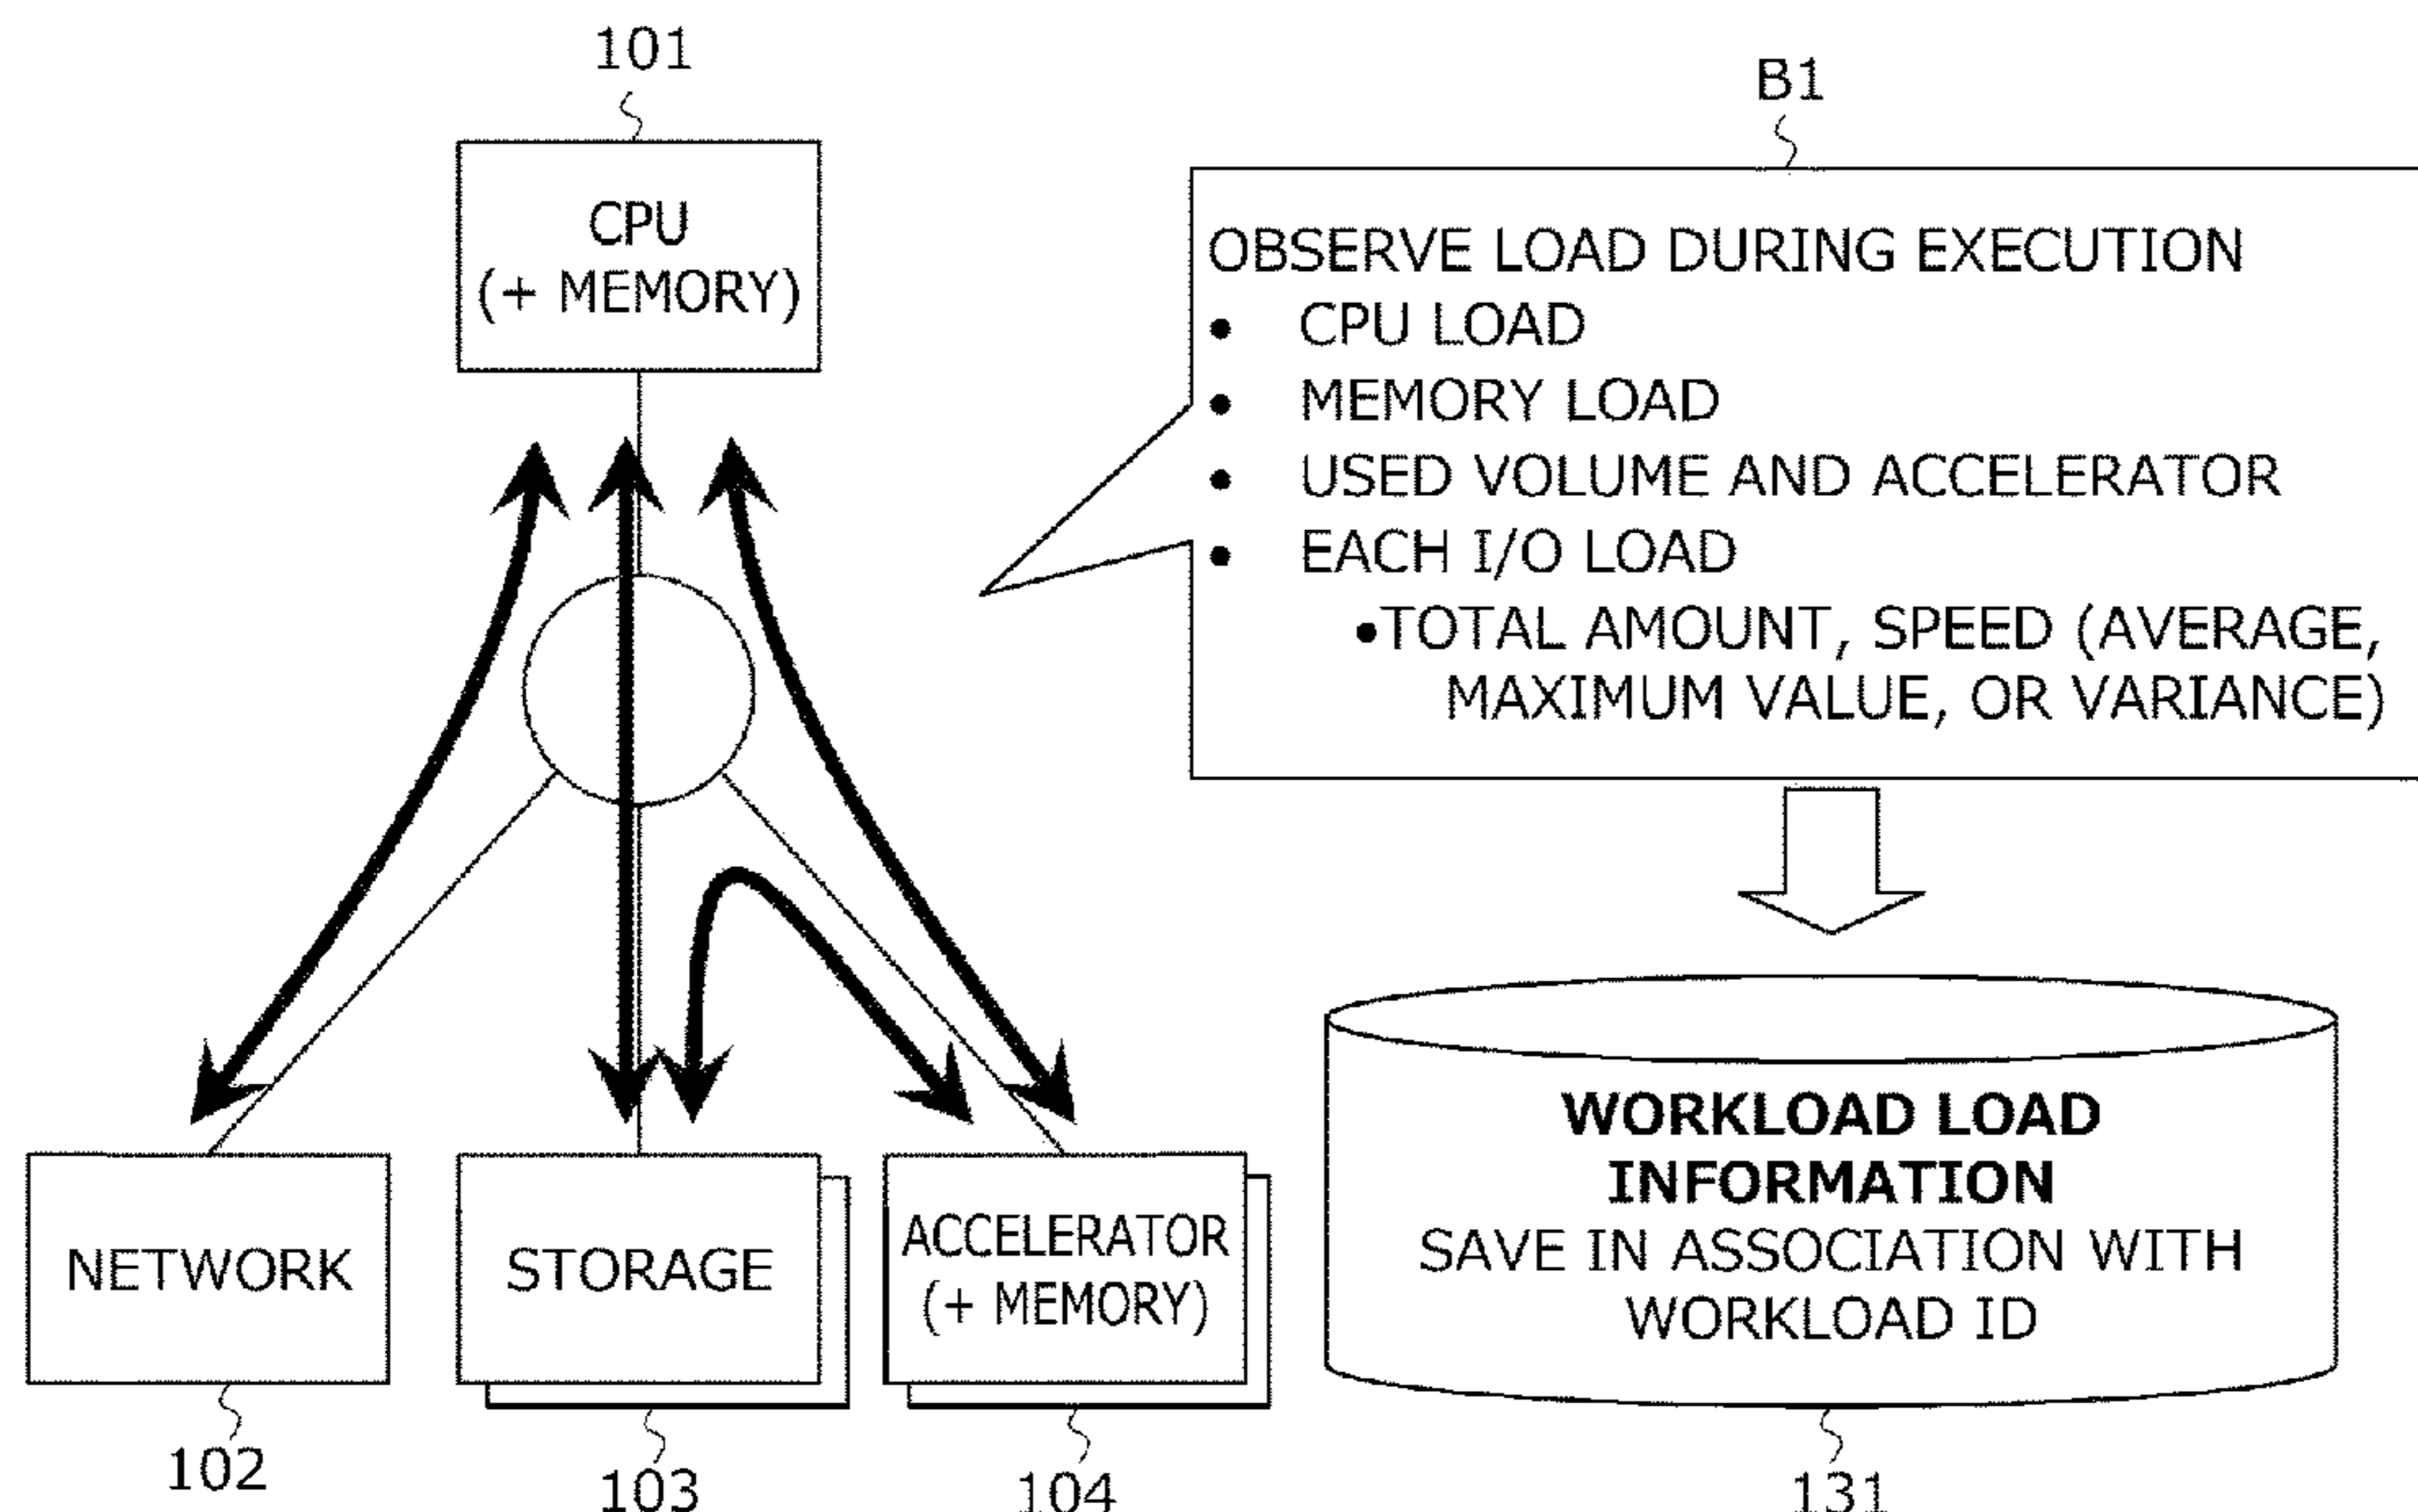 101
CPU
(+ MEMORY)
B1
OBSERVE LOAD DURING EXECUTION
• CPU LOAD
• MEMORY LOAD
• USED VOLUME AND ACCELERATOR
• EACH I/O LOAD
•TOTAL AMOUNT, SPEED (AVERAGE,
MAXIMUM VALUE, OR VARIANCE)
NETWORK
102
STORAGE
103
ACCELERATOR
(+ MEMORY)
104
WORKLOAD LOAD
INFORMATION
SAVE IN ASSOCIATION WITH
WORKLOAD ID
131